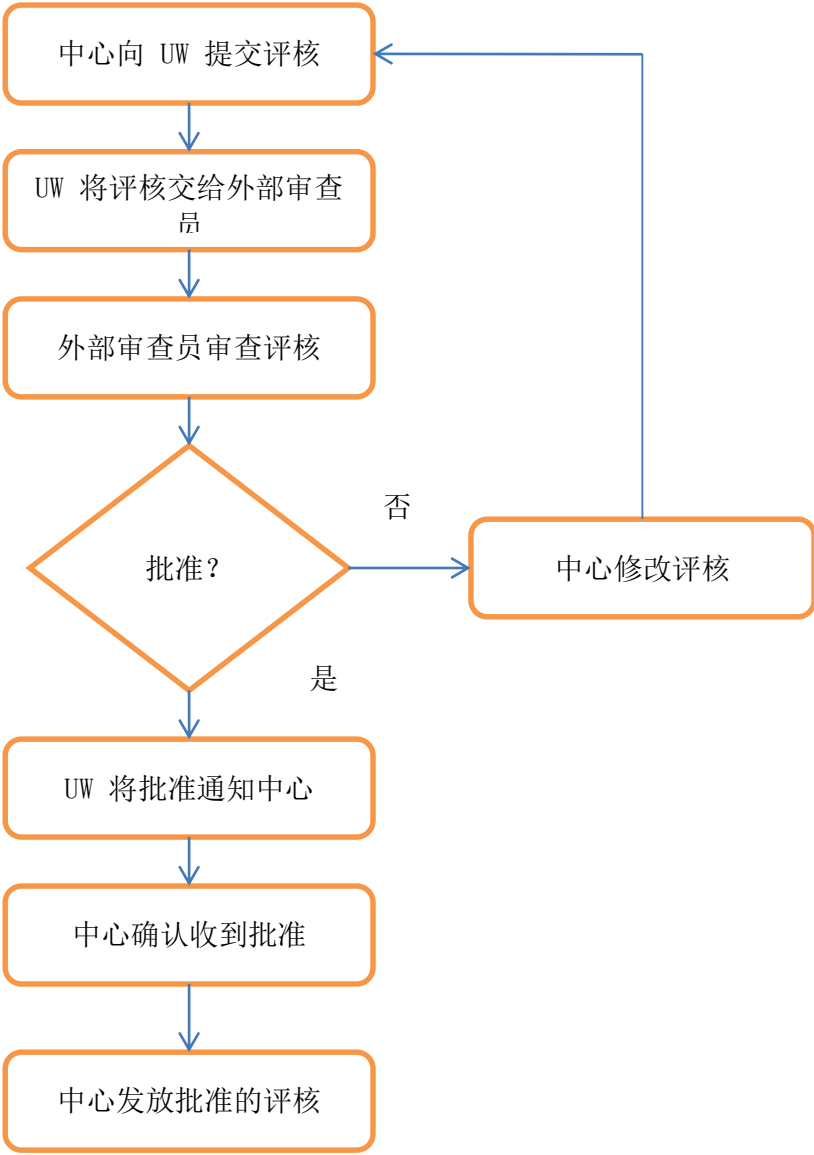 中心向 UW 提交评核
UW 将评核交给外部审查
员
外部审查员审查评核
否
批准？
中心修改评核
是
UW 将批准通知中心
中心确认收到批准
中心发放批准的评核